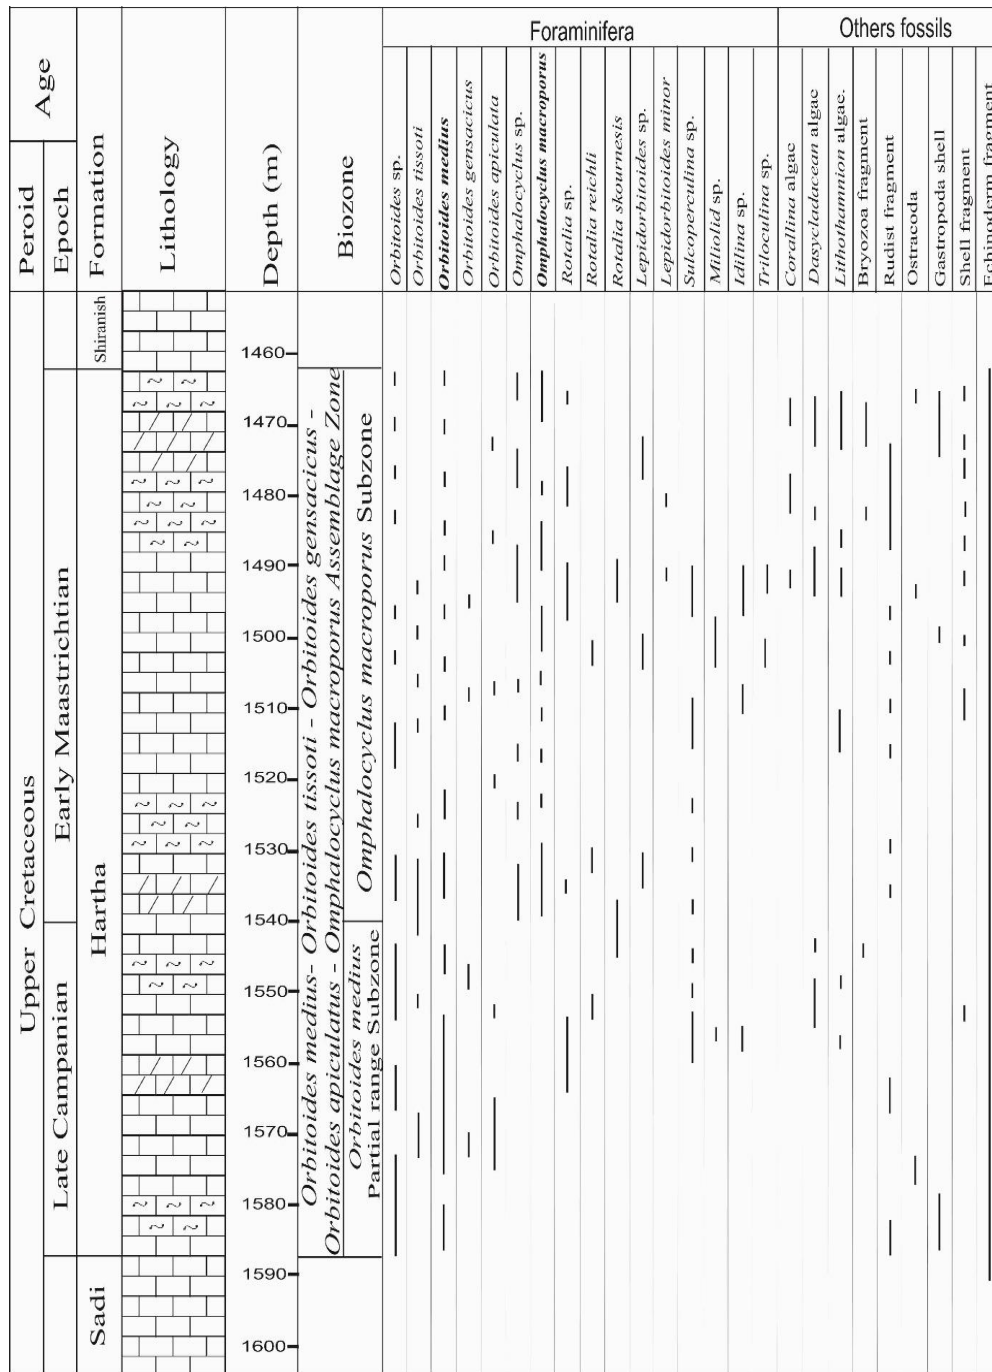 Age
Foraminifera
Others fossils
Peroid
Epoch
Formation
Lithology
Depth (m)
Biozone
Orbitoides sp.
Orbitoides tissoti
Orbitoides medius
Orbitoides gensacicus
Orbitoides apiculata
Omphalocyclus sp.
Omphalocyclus macroporus
Rotalia sp.
Rotalia reichli
Rotalia skournesis
Lepidorbitoides sp.
Lepidorbitoides minor
Sulcoperculina sp.
Miliolid sp.
Idilina sp.
Triloculina sp.
Corallina algae
Dasycladacean algae
Lithothamnion algae.
Bryozoa fragment
Rudist fragment
Ostracoda
Gastropoda shell
Shell fragment
Echinoderm fragment
Upper Cretaceous
Early Maastrichtian
Late Campanian
Shiranish
Hartha
Sadi
1460
1470
1480
1490
1500
1510
1520
1530
1540
1550
1560
1570
1580
1590
1600
Orbitoides medius- Orbitoides tissoti - Orbitoides gensacicus -
Orbitoides apiculatus - Omphalocyclus macroporus Assemblage Zone
Omphalocyclus macroporus Subzone
Orbitoides medius
Partial range Subzone